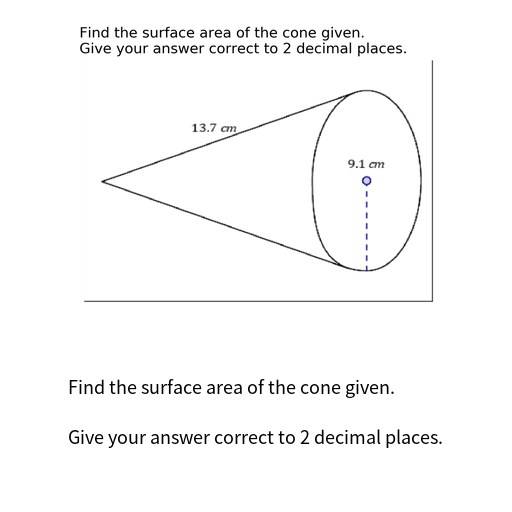 Find the surface area of the cone given.
Give your answer correct to 2 decimal places.
13.7 cm
9.1 cm
Find the surface area of the cone given.
Give your answer correct to 2 decimal places.